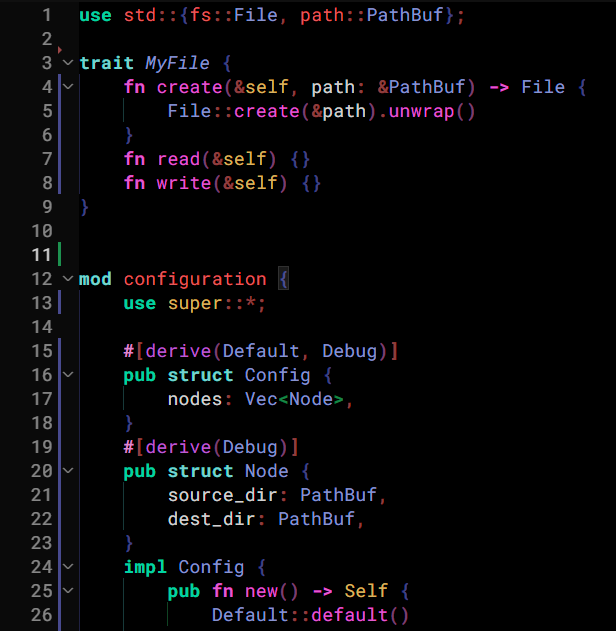 1 use std::{fs::File, path::PathBuf};
2
3 trait MyFile {
4     fn create(&self, path: &PathBuf) -> File {
5         File::create(&path).unwrap()
6     }
7     fn read(&self) {}
8     fn write(&self) {}
9 }
10
11
12 mod configuration {
13     use super::*;
14
15     #[derive(Default, Debug)]
16     pub struct Config {
17         nodes: Vec<Node>,
18     }
19     #[derive(Debug)]
20     pub struct Node {
21         source_dir: PathBuf,
22         dest_dir: PathBuf,
23     }
24     impl Config {
25         pub fn new() -> Self {
26             Default::default()